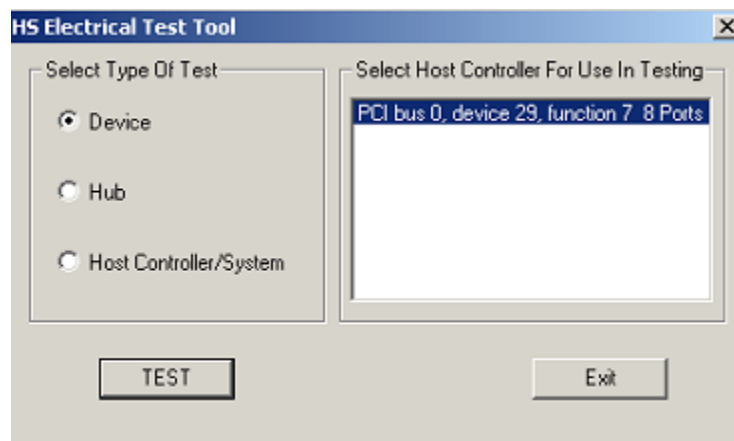 HS Electrical Test Tool
Select Type Of Test
Device
Hub
Host Controller/System
Select Host Controller For Use In Testing
PCI bus 0, device 29, function 7 8 Ports
TEST
Exit